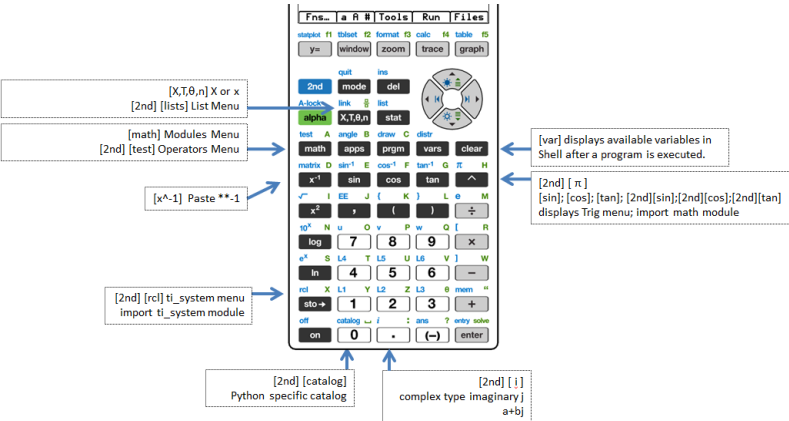 Fns… a A # Tools Run Files
statplot f1 tblset f2 format f3 calc f4 table f5
y= window zoom trace graph
quit ins
2nd mode del
[X,T,θ,n] X or x
[2nd] [lists] List Menu
A-lock link list
alpha X,T,θ,n stat
[math] Modules Menu
[2nd] [test] Operators Menu
test A angle B draw C distr
math apps prgm vars clear
[var] displays available variables in
Shell after a program is executed.
matrix D sin-1 E cos-1 F tan-1 G π H
x-1 sin cos tan ^
[x^-1] Paste **-1
[2nd] [ π ]
[sin]; [cos]; [tan]; [2nd][sin];[2nd][cos];[2nd][tan]
displays Trig menu; import math module
√ I EE J { K } L e M
x² , ( ) ÷
10x N u O v P w Q [ R
log 7 8 9 ×
ex S L4 T L5 U L6 V ] W
ln 4 5 6 −
[2nd] [rcl] ti_system menu
import ti_system module
rcl X L1 Y L2 Z L3 θ mem "
sto→ 1 2 3 +
off catalog i : ans ? entry solve
on 0 . (−) enter
[2nd] [catalog]
Python specific catalog
[2nd] [ i ]
complex type imaginary j
a+bj